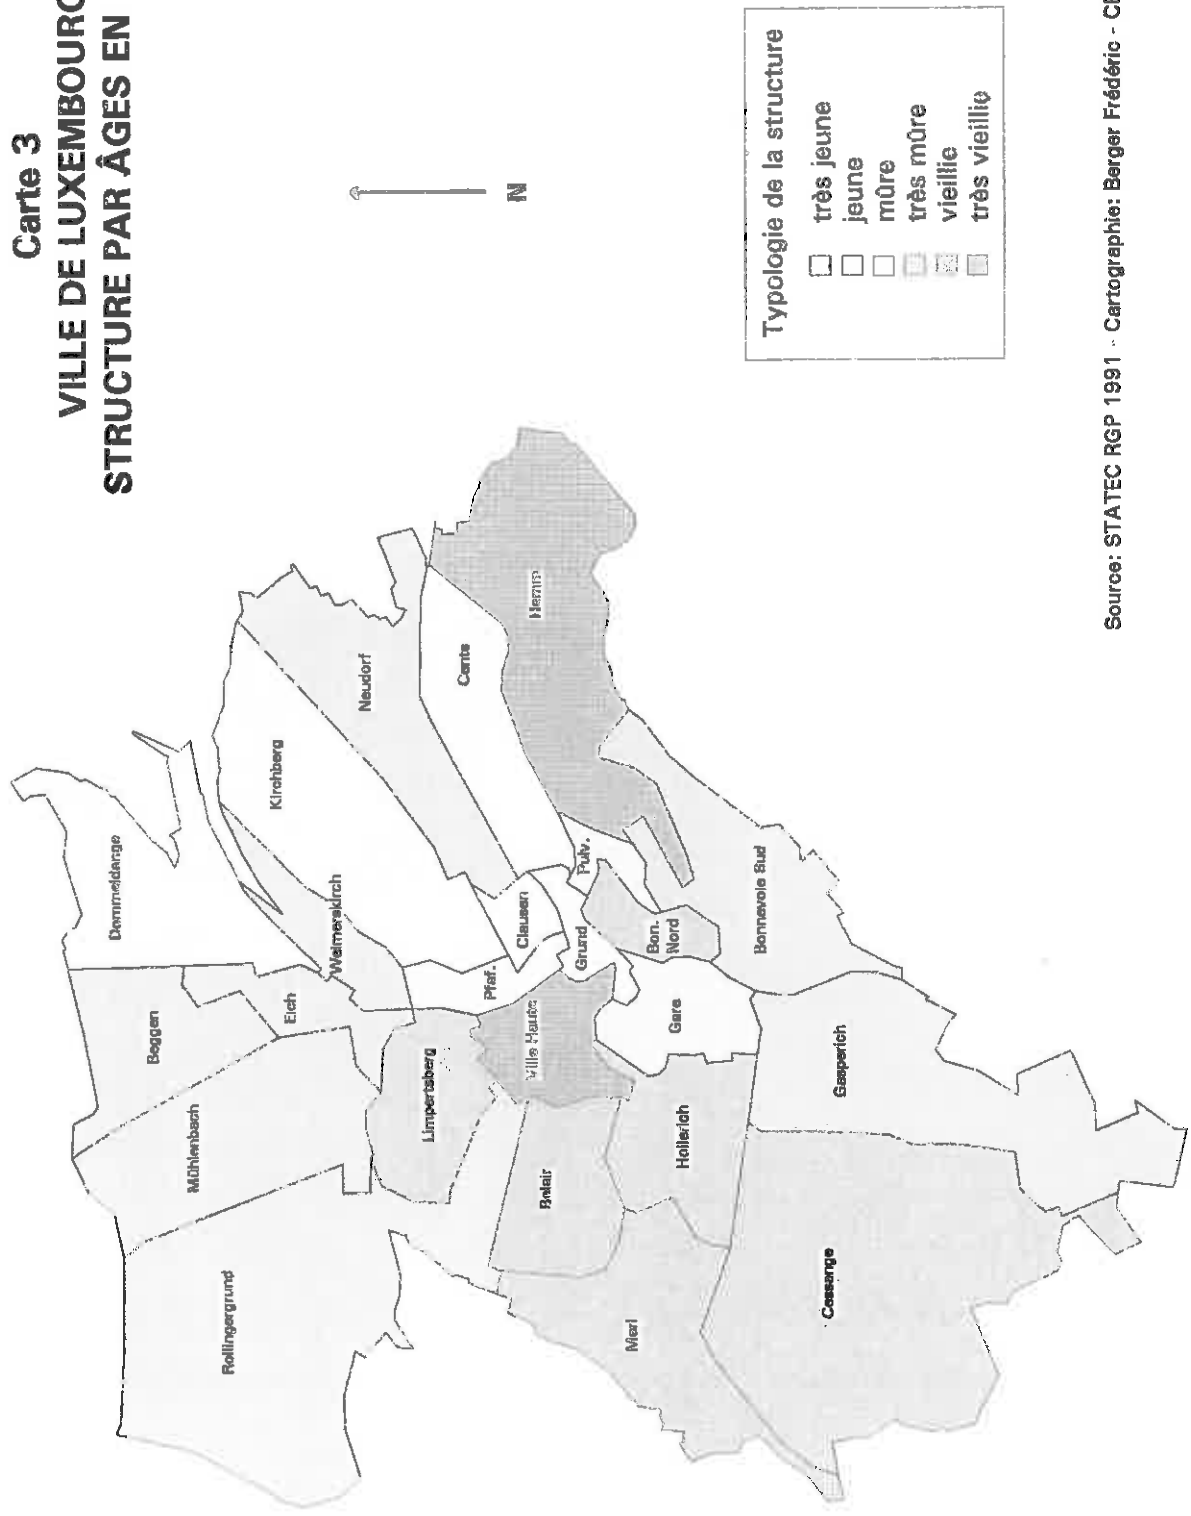 Carte 3
VILLE DE LUXEMBOURG
STRUCTURE PAR ÂGES EN
N
Typologie de la structure
très jeune
jeune
mûre
très mûre
vieillie
très vieillie
Dommeldange
Beggen
Eich
Weimerskirch
Kirchberg
Neudorf
Mühlenbach
Rollingergrund
Limpertsberg
Pfaf.
Clausen
Cents
Hamm
Ville Haute
Grund
Pulv.
Belair
Gare
Bon.
Nord
Hollerich
Merl
Bonnevoie Sud
Gasperich
Cessange
Source: STATEC RGP 1991 - Cartographie: Berger Frédéric -